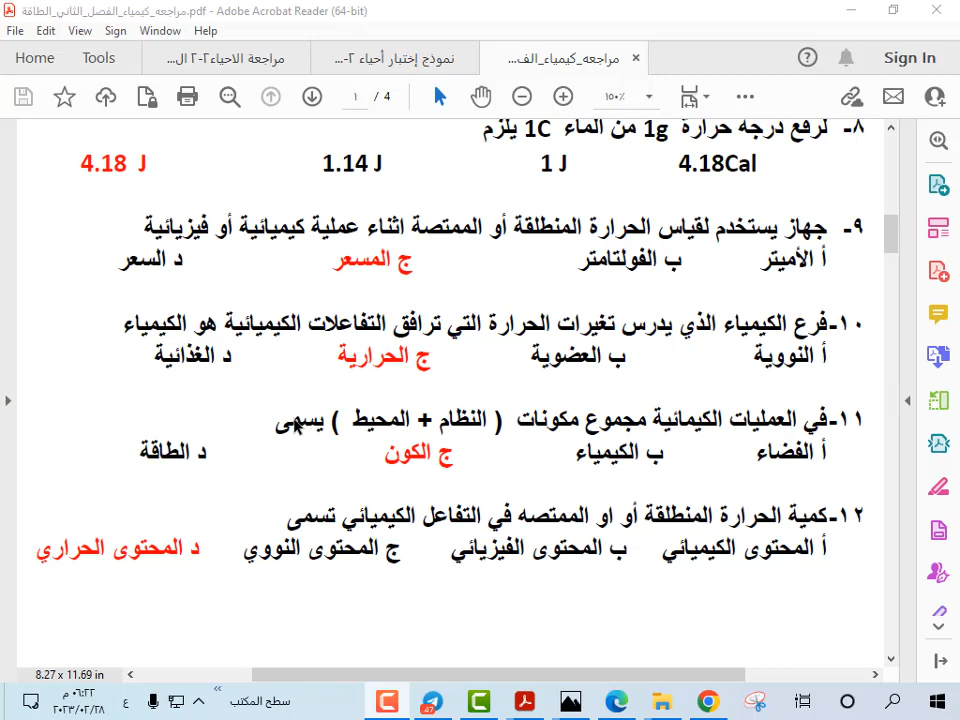 مراجعه_كيمياء_الفصل_الثاني_الطاقة.pdf - Adobe Acrobat Reader (64-bit)
File Edit View Sign Window Help
Home Tools مراجعة الاحياء٢-٢ ال... نموذج إختبار أحياء ٢-... مراجعه_كيمياء_الف... × Sign In
١ / 4 ١٥٠٪
٨- لرفع درجة حرارة 1g من الماء 1C يلزم
4.18Cal 1 J 1.14 J 4.18 J
٩- جهاز يستخدم لقياس الحرارة المنطلقة أو الممتصة اثناء عملية كيميائية أو فيزيائية
أ الأميتر ب الفولتامتر ج المسعر د السعر
١٠-فرع الكيمياء الذي يدرس تغيرات الحرارة التي ترافق التفاعلات الكيميائية هو الكيمياء
أ النووية ب العضوية ج الحرارية د الغذائية
١١-في العمليات الكيمائية مجموع مكونات ( النظام + المحيط ) يسمى
أ الفضاء ب الكيمياء ج الكون د الطاقة
١٢-كمية الحرارة المنطلقة أو او الممتصه في التفاعل الكيميائي تسمى
أ المحتوى الكيميائي ب المحتوى الفيزيائي ج المحتوى النووي د المحتوى الحراري
8.27 x 11.69 in
٠٦:٢٢ م
٢٠٢٣/٠٢/٢٨
ع
سطح المكتب
47